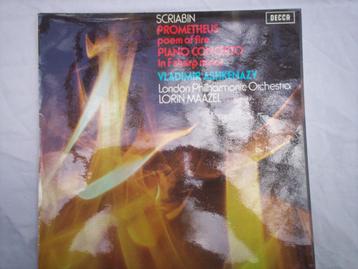 SCRIABIN
DECCA
PROMETHEUS
poem of fire
PIANO CONCERTO
in F sharp minor
VLADIMIR ASHKENAZY
London Philharmonic Orchestra
LORIN MAAZEL